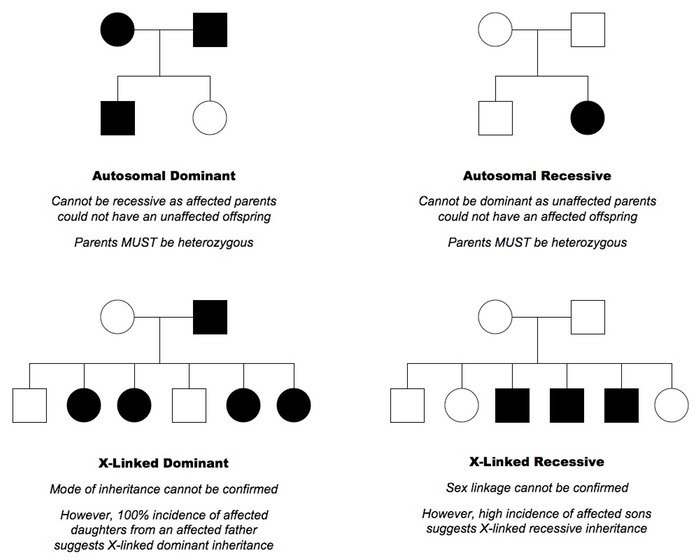 Autosomal Dominant
Cannot be recessive as affected parents
could not have an unaffected offspring
Parents MUST be heterozygous
Autosomal Recessive
Cannot be dominant as unaffected parents
could not have an affected offspring
Parents MUST be heterozygous
X-Linked Dominant
Mode of inheritance cannot be confirmed
However, 100% incidence of affected
daughters from an affected father
suggests X-linked dominant inheritance
X-Linked Recessive
Sex linkage cannot be confirmed
However, high incidence of affected sons
suggests X-linked recessive inheritance